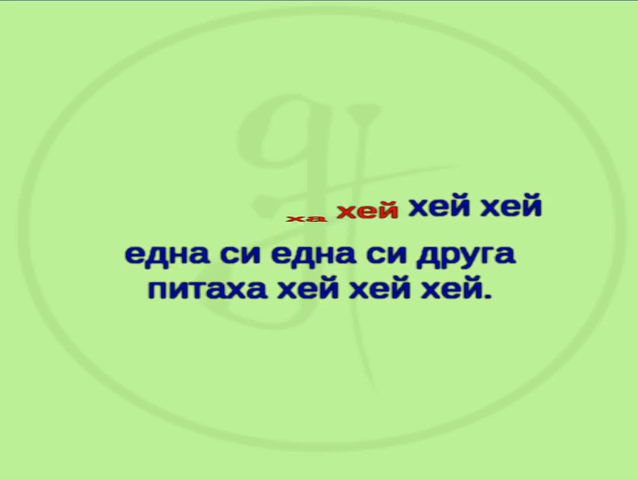 ха хей хей хей
една си една си друга
питаха хей хей хей.